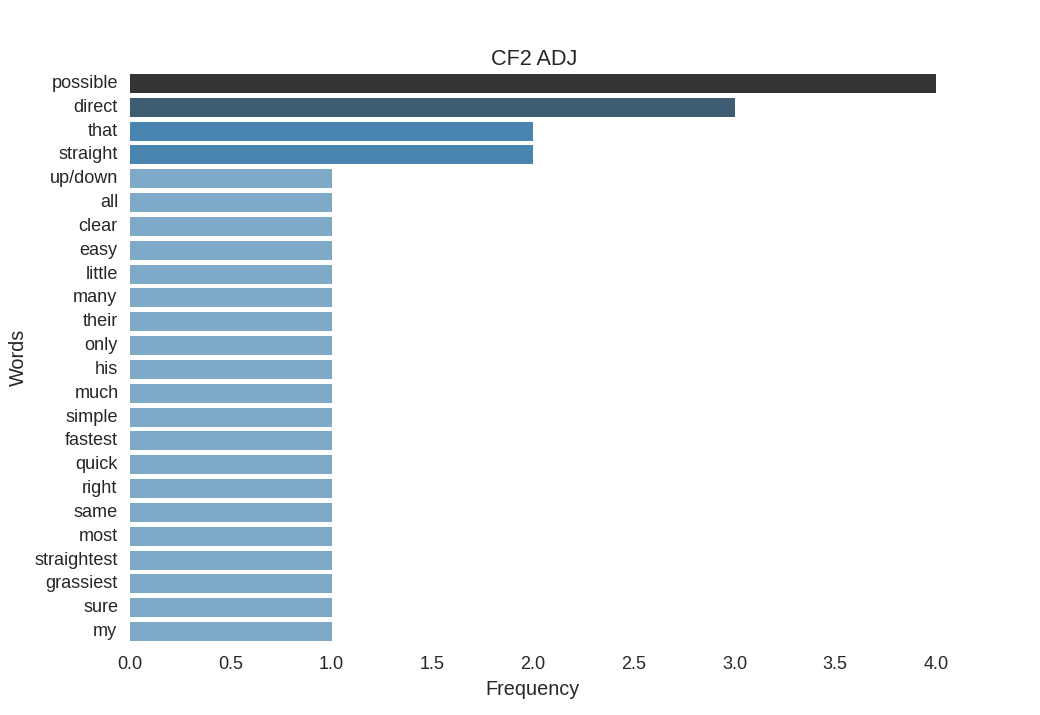 CF2 ADJ
possible
direct
that
straight
up/down
all
clear
easy
little
many
their
only
his
much
simple
fastest
quick
right
same
most
straightest
grassiest
sure
my
Words
0.0 0.5 1.0 1.5 2.0 2.5 3.0 3.5 4.0
Frequency